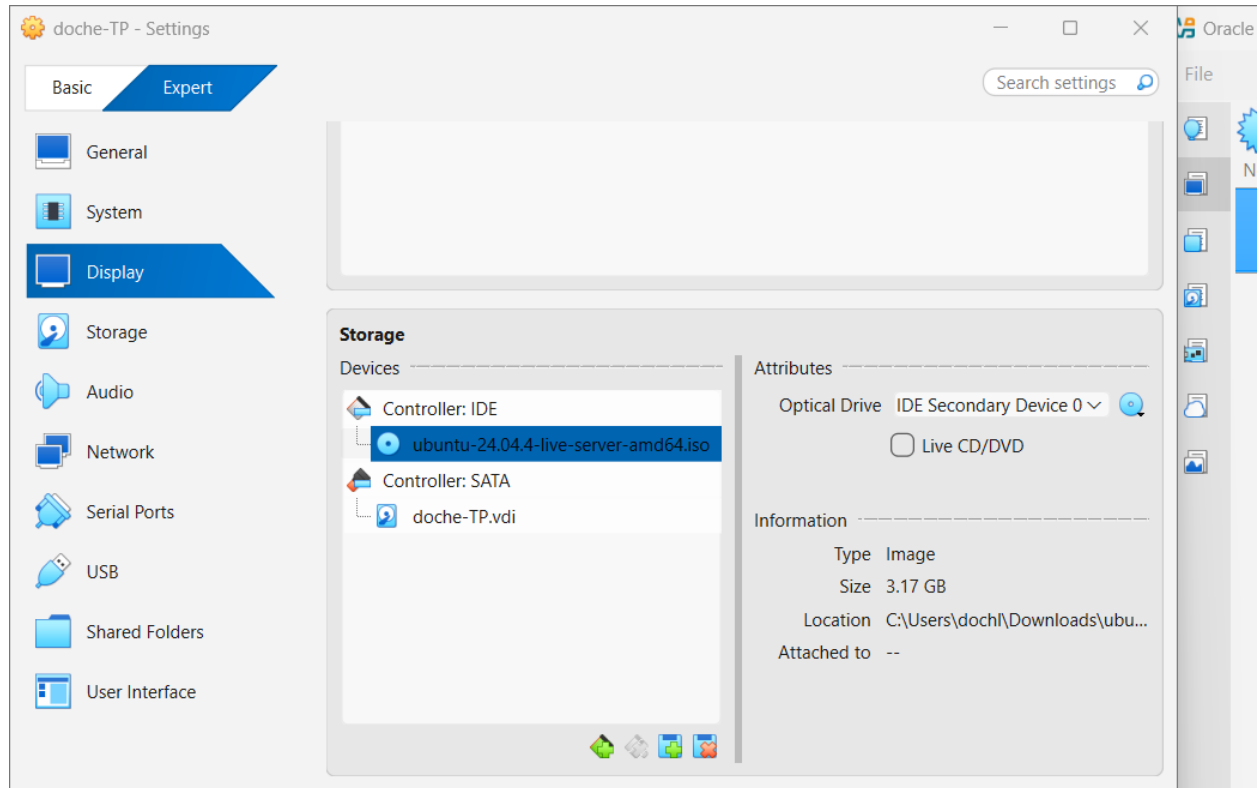 doche-TP - Settings
Oracle
Basic
Expert
Search settings
File
General
System
Display
Storage
Audio
Network
Serial Ports
USB
Shared Folders
User Interface
Storage
Devices
Controller: IDE
ubuntu-24.04.4-live-server-amd64.iso
Controller: SATA
doche-TP.vdi
Attributes
Optical Drive IDE Secondary Device 0
Live CD/DVD
Information
Type Image
Size 3.17 GB
Location C:\Users\dochl\Downloads\ubu...
Attached to --
N